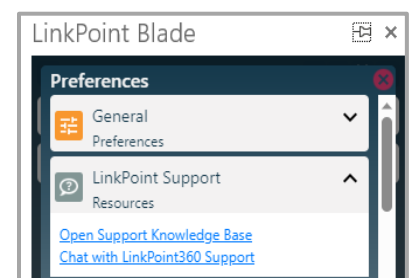 LinkPoint Blade
Preferences
General
Preferences
LinkPoint Support
Resources
Open Support Knowledge Base
Chat with LinkPoint360 Support